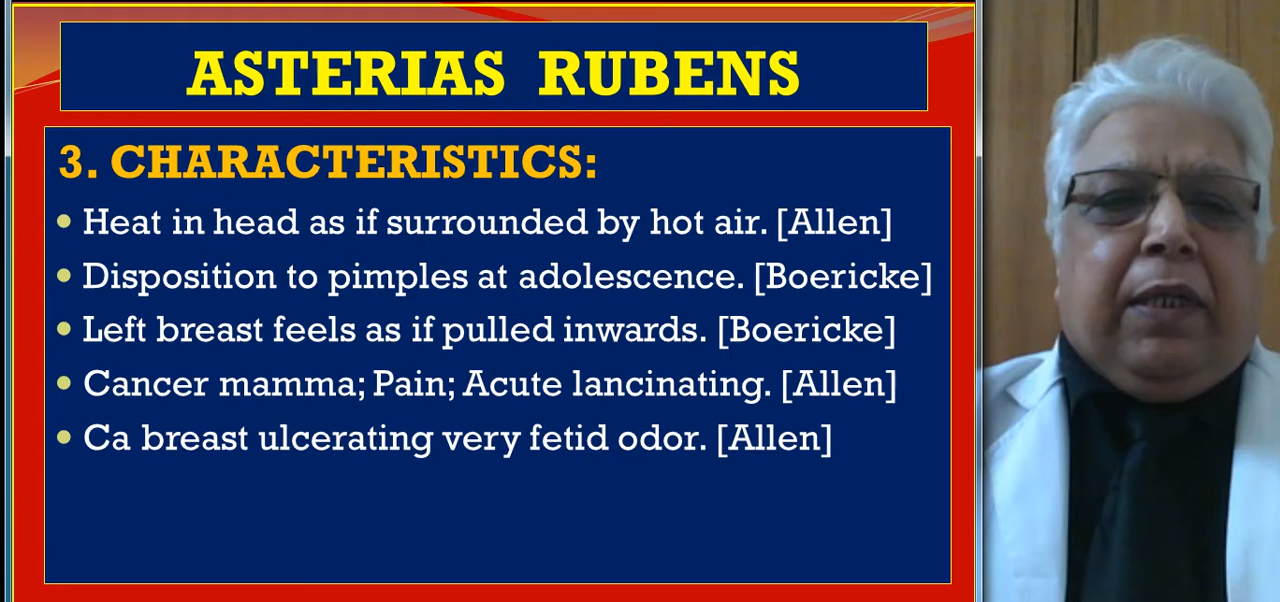 ASTERIAS RUBENS
3. CHARACTERISTICS:
• Heat in head as if surrounded by hot air. [Allen]
• Disposition to pimples at adolescence. [Boericke]
• Left breast feels as if pulled inwards. [Boericke]
• Cancer mamma; Pain; Acute lancinating. [Allen]
• Ca breast ulcerating very fetid odor. [Allen]